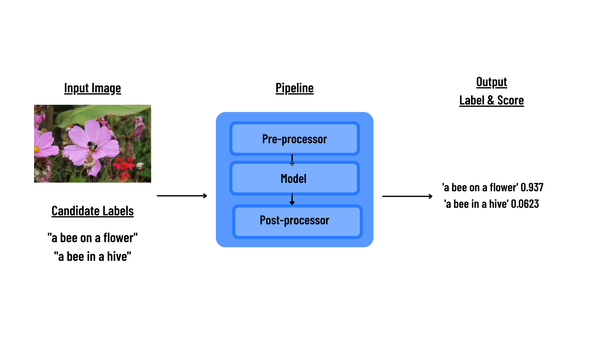 Input Image
Candidate Labels
"a bee on a flower"
"a bee in a hive"
Pipeline
Pre-processor
Model
Post-processor
Output
Label & Score
'a bee on a flower' 0.937
'a bee in a hive' 0.0623